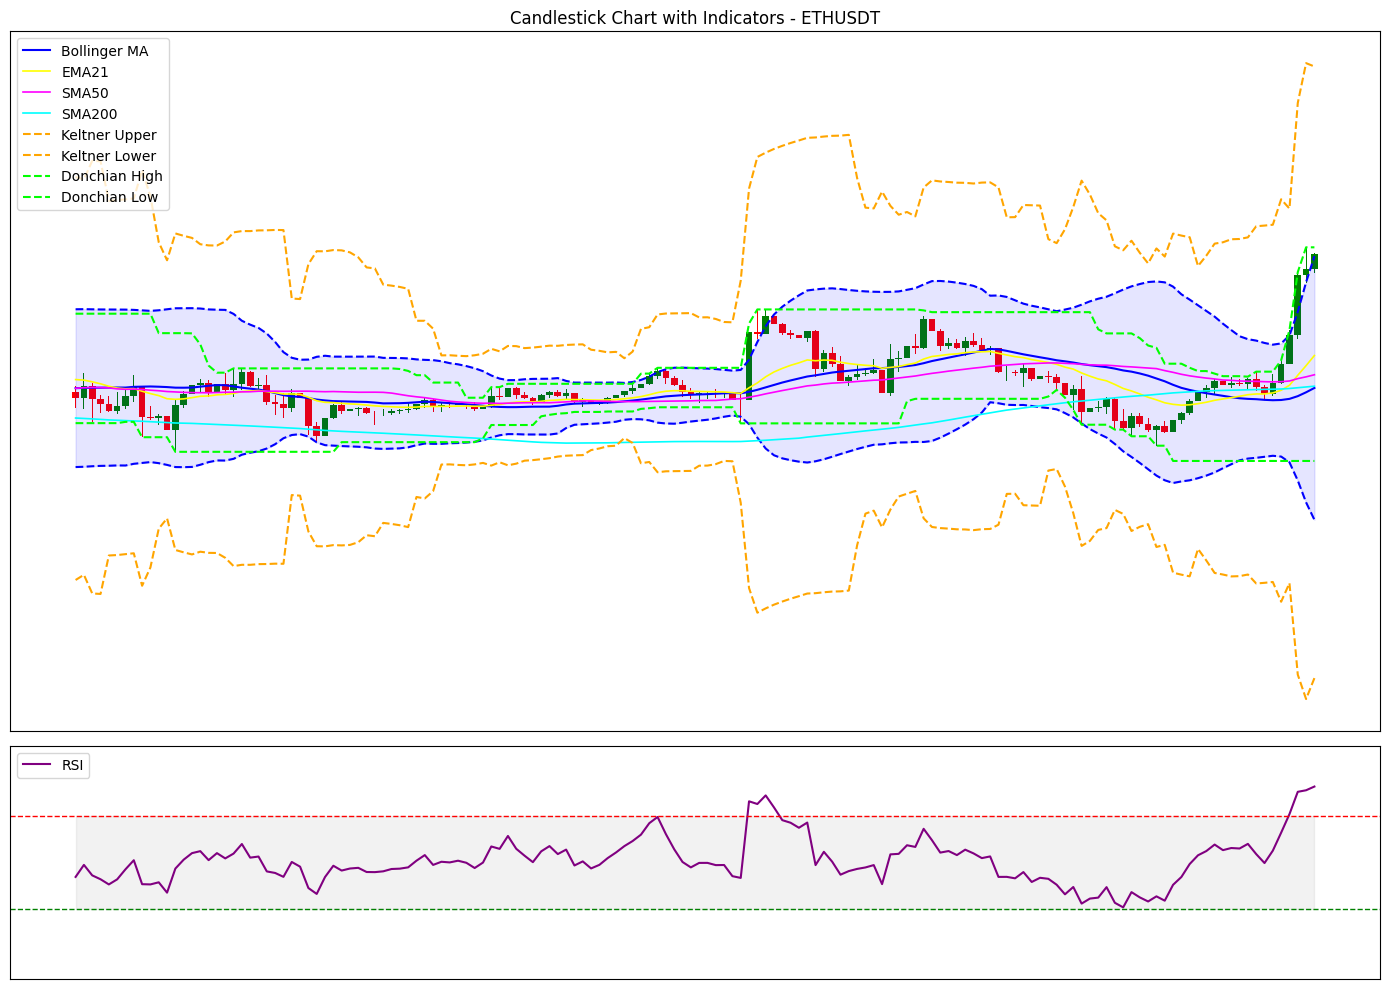 Candlestick Chart with Indicators - ETHUSDT
Bollinger MA
EMA21
SMA50
SMA200
Keltner Upper
Keltner Lower
Donchian High
Donchian Low
RSI